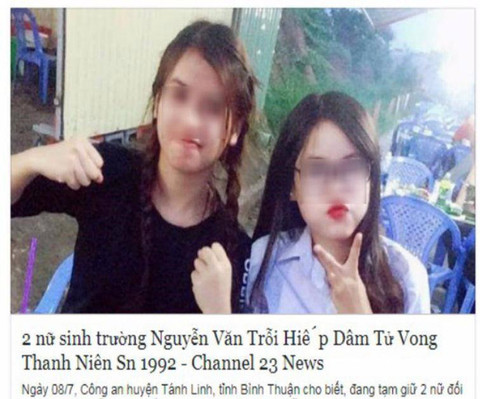 2 nữ sinh trường Nguyễn Văn Trỗi Hiê´p Dâm Tử Vong
Thanh Niên Sn 1992 - Channel 23 News
Ngày 08/7, Công an huyện Tánh Linh, tỉnh Bình Thuận cho biết, đang tạm giữ 2 nữ đối